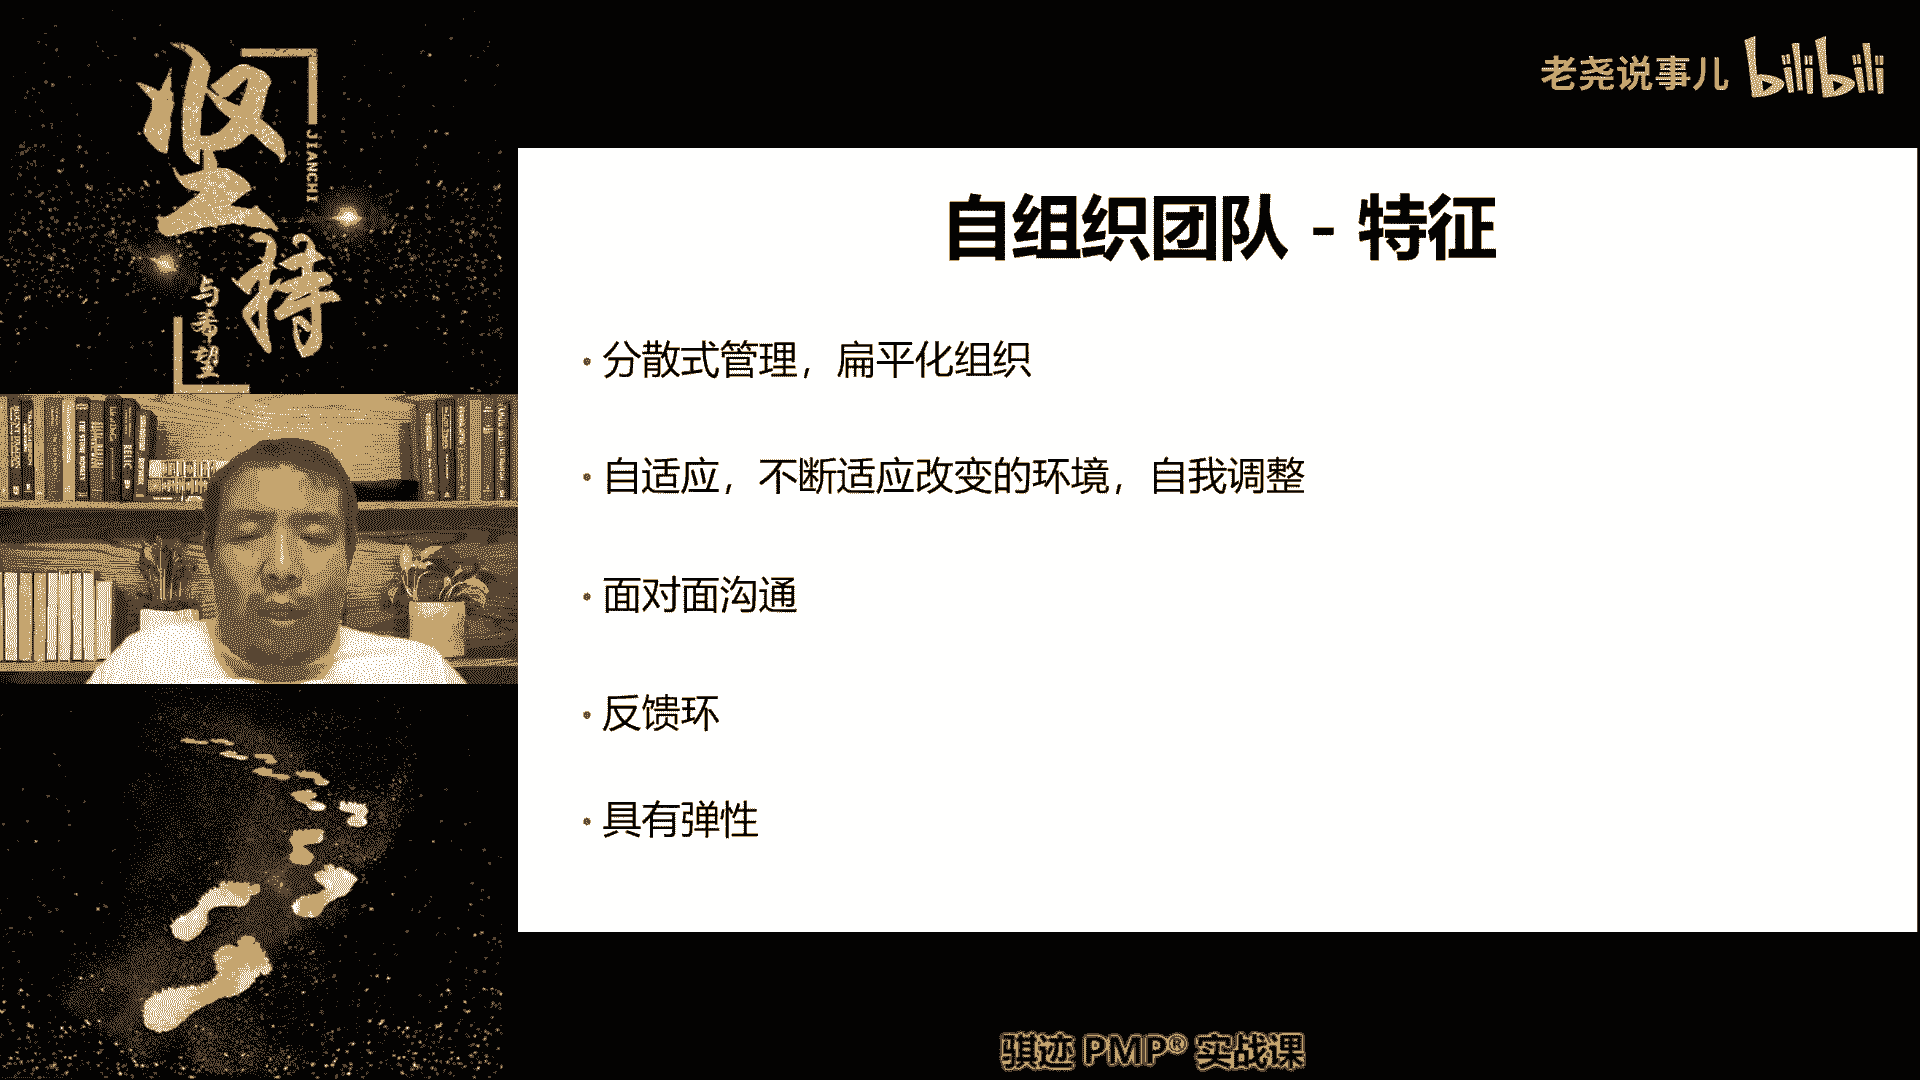 坚持
JIANCHI
与希望
老尧说事儿 bilibili
自组织团队 - 特征
• 分散式管理，扁平化组织
• 自适应，不断适应改变的环境，自我调整
• 面对面沟通
• 反馈环
• 具有弹性
骐迹 PMP® 实战课